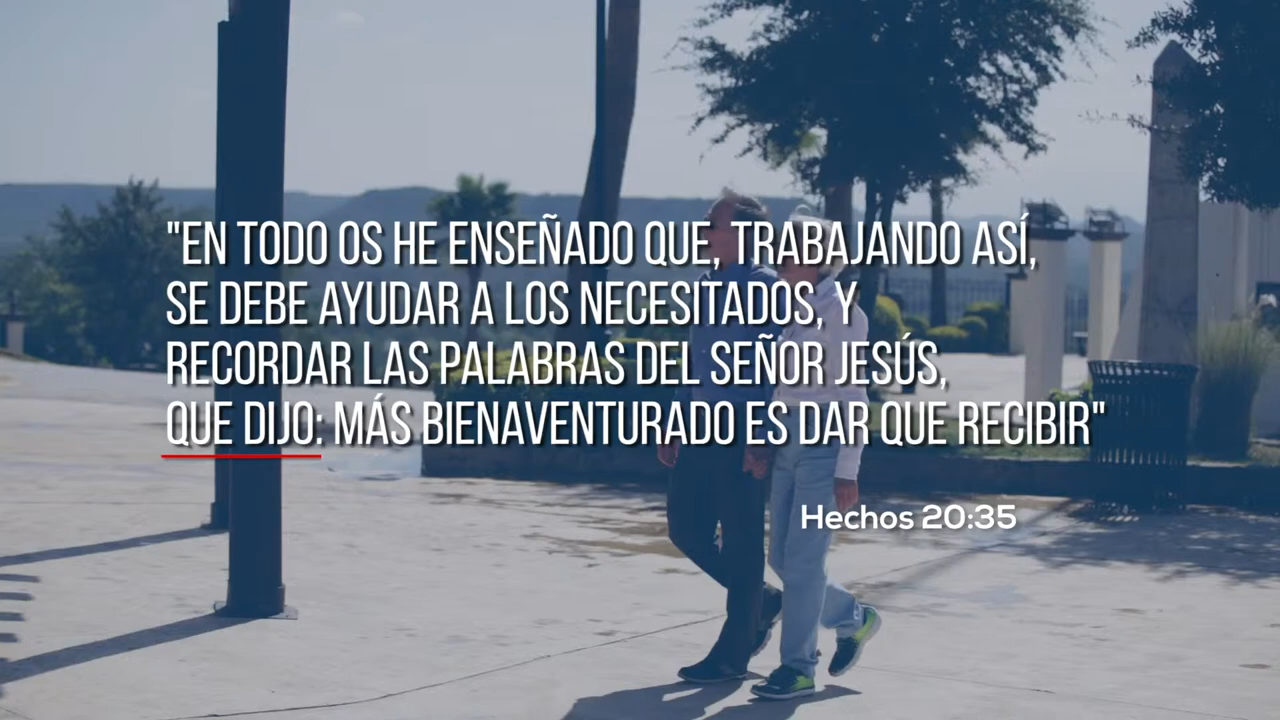 "EN TODO OS HE ENSEÑADO QUE, TRABAJANDO ASÍ,
SE DEBE AYUDAR A LOS NECESITADOS, Y
RECORDAR LAS PALABRAS DEL SEÑOR JESÚS,
QUE DIJO: MÁS BIENAVENTURADO ES DAR QUE RECIBIR"
Hechos 20:35